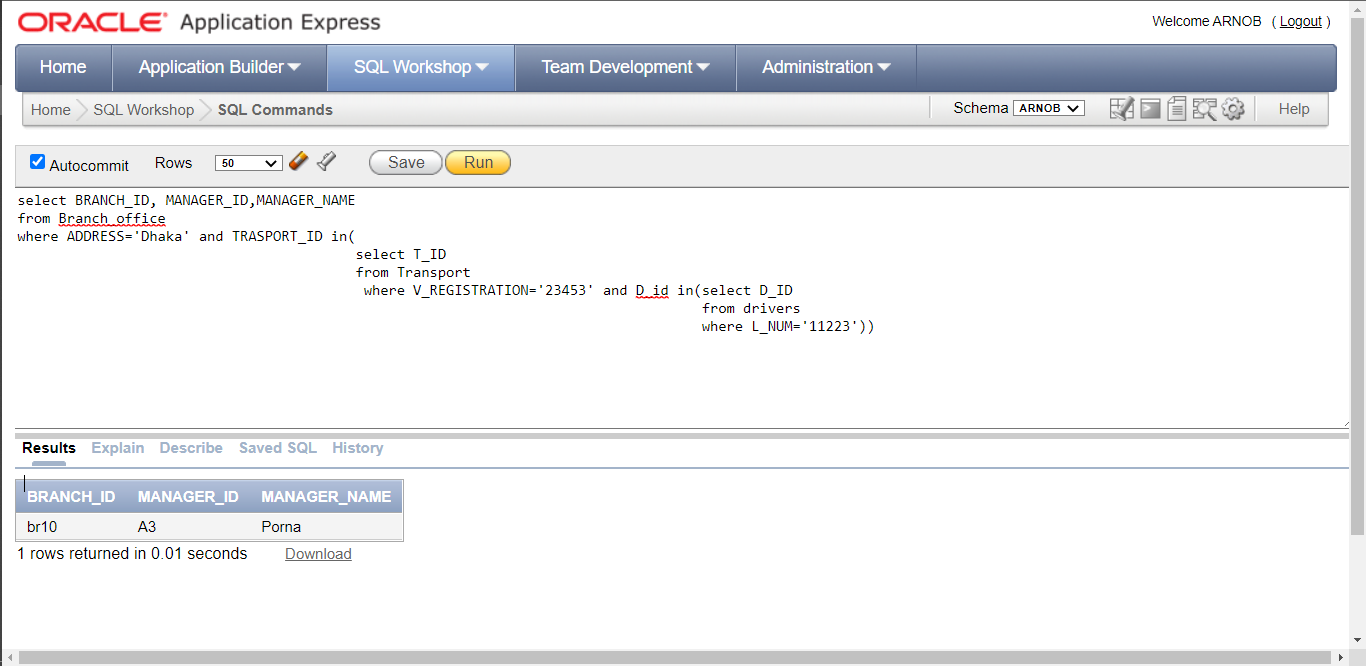 ORACLE® Application Express
Welcome ARNOB ( Logout )
Home Application Builder SQL Workshop Team Development Administration
Home SQL Workshop SQL Commands Schema ARNOB Help
Autocommit Rows 50 Save Run
select BRANCH_ID, MANAGER_ID,MANAGER_NAME
from Branch_office
where ADDRESS='Dhaka' and TRASPORT_ID in(
select T_ID
from Transport
where V_REGISTRATION='23453' and D_id in(select D_ID
from drivers
where L_NUM='11223'))
Results Explain Describe Saved SQL History
BRANCH_ID MANAGER_ID MANAGER_NAME
br10 A3 Porna
1 rows returned in 0.01 seconds Download